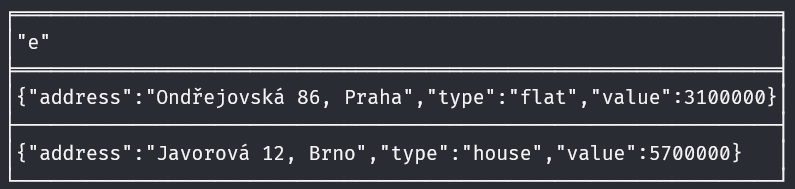 "e"
{"address":"Ondřejovská 86, Praha","type":"flat","value":3100000}
{"address":"Javorová 12, Brno","type":"house","value":5700000}